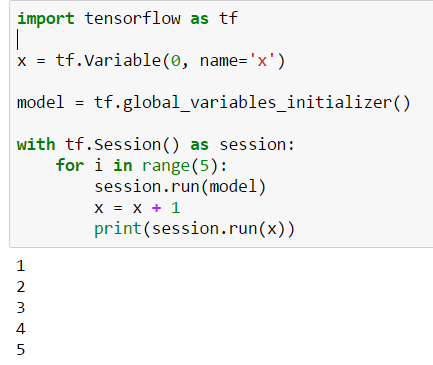 import tensorflow as tf
x = tf.Variable(0, name='x')
model = tf.global_variables_initializer()
with tf.Session() as session:
    for i in range(5):
        session.run(model)
        x = x + 1
        print(session.run(x))
1
2
3
4
5